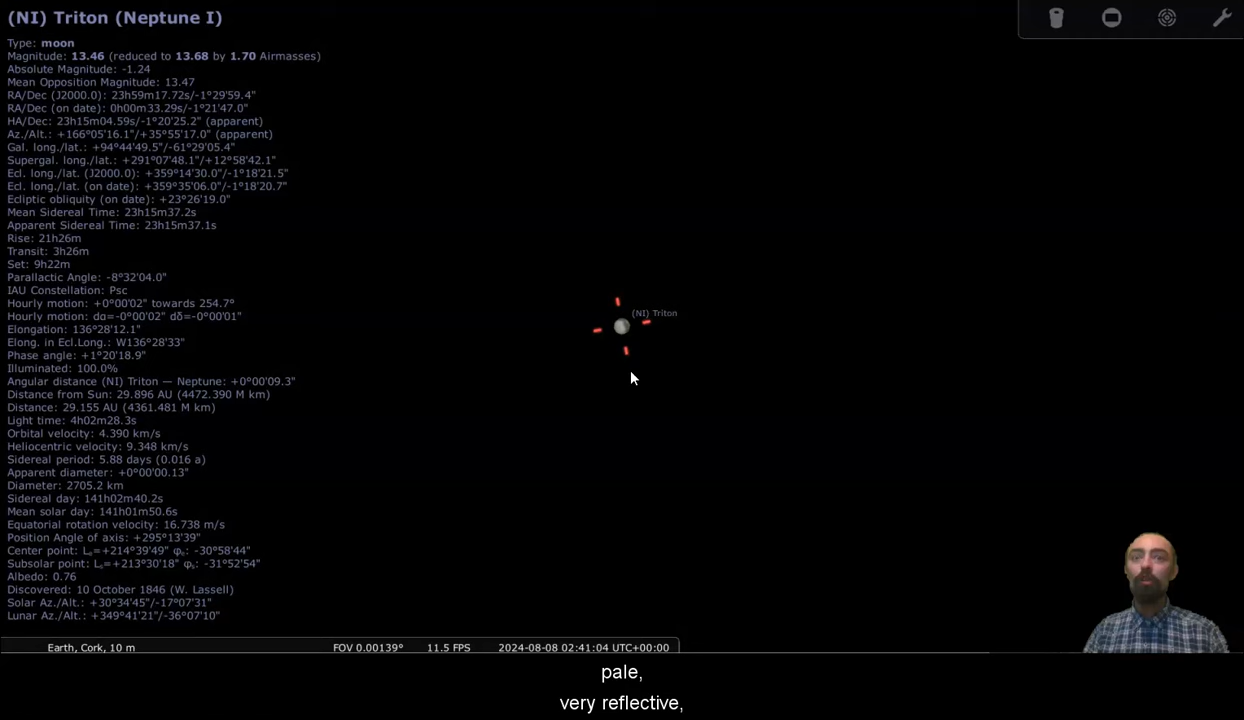 (NI) Triton (Neptune I)
Type: moon
Magnitude: 13.46 (reduced to 13.68 by 1.70 Airmasses)
Absolute Magnitude: -1.24
Mean Opposition Magnitude: 13.47
RA/Dec (J2000.0): 23h59m17.72s/-1°29'59.4"
RA/Dec (on date): 0h00m33.29s/-1°21'47.0"
HA/Dec: 23h15m04.59s/-1°20'25.2" (apparent)
Az./Alt.: +166°05'16.1"/+35°55'17.0" (apparent)
Gal. long./lat.: +94°44'49.5"/-61°29'05.4"
Supergal. long./lat.: +291°07'48.1"/+12°58'42.1"
Ecl. long./lat. (J2000.0): +359°14'30.0"/-1°18'21.5"
Ecl. long./lat. (on date): +359°35'06.0"/-1°18'20.7"
Ecliptic obliquity (on date): +23°26'19.0"
Mean Sidereal Time: 23h15m37.2s
Apparent Sidereal Time: 23h15m37.1s
Rise: 21h26m
Transit: 3h26m
Set: 9h22m
Parallactic Angle: -8°32'04.0"
IAU Constellation: Psc
Hourly motion: +0°00'02" towards 254.7°
Hourly motion: dα=-0°00'02" dδ=-0°00'01"
Elongation: 136°28'12.1"
Elong. in Ecl.Long.: W136°28'33"
Phase angle: +1°20'18.9"
Illuminated: 100.0%
Angular distance (NI) Triton — Neptune: +0°00'09.3"
Distance from Sun: 29.896 AU (4472.390 M km)
Distance: 29.155 AU (4361.481 M km)
Light time: 4h02m28.3s
Orbital velocity: 4.390 km/s
Heliocentric velocity: 9.348 km/s
Sidereal period: 5.88 days (0.016 a)
Apparent diameter: +0°00'00.13"
Diameter: 2705.2 km
Sidereal day: 141h02m40.2s
Mean solar day: 141h01m50.6s
Equatorial rotation velocity: 16.738 m/s
Position Angle of axis: +295°13'39"
Center point: Lₑ=+214°39'49" φₑ: -30°58'44"
Subsolar point: Lₛ=+213°30'18" φₛ: -31°52'54"
Albedo: 0.76
Discovered: 10 October 1846 (W. Lassell)
Solar Az./Alt.: +30°34'45"/-17°07'31"
Lunar Az./Alt.: +349°41'21"/-36°07'10"
(NI) Triton
Earth, Cork, 10 m FOV 0.00139° 11.5 FPS 2024-08-08 02:41:04 UTC+00:00
pale,
very reflective,